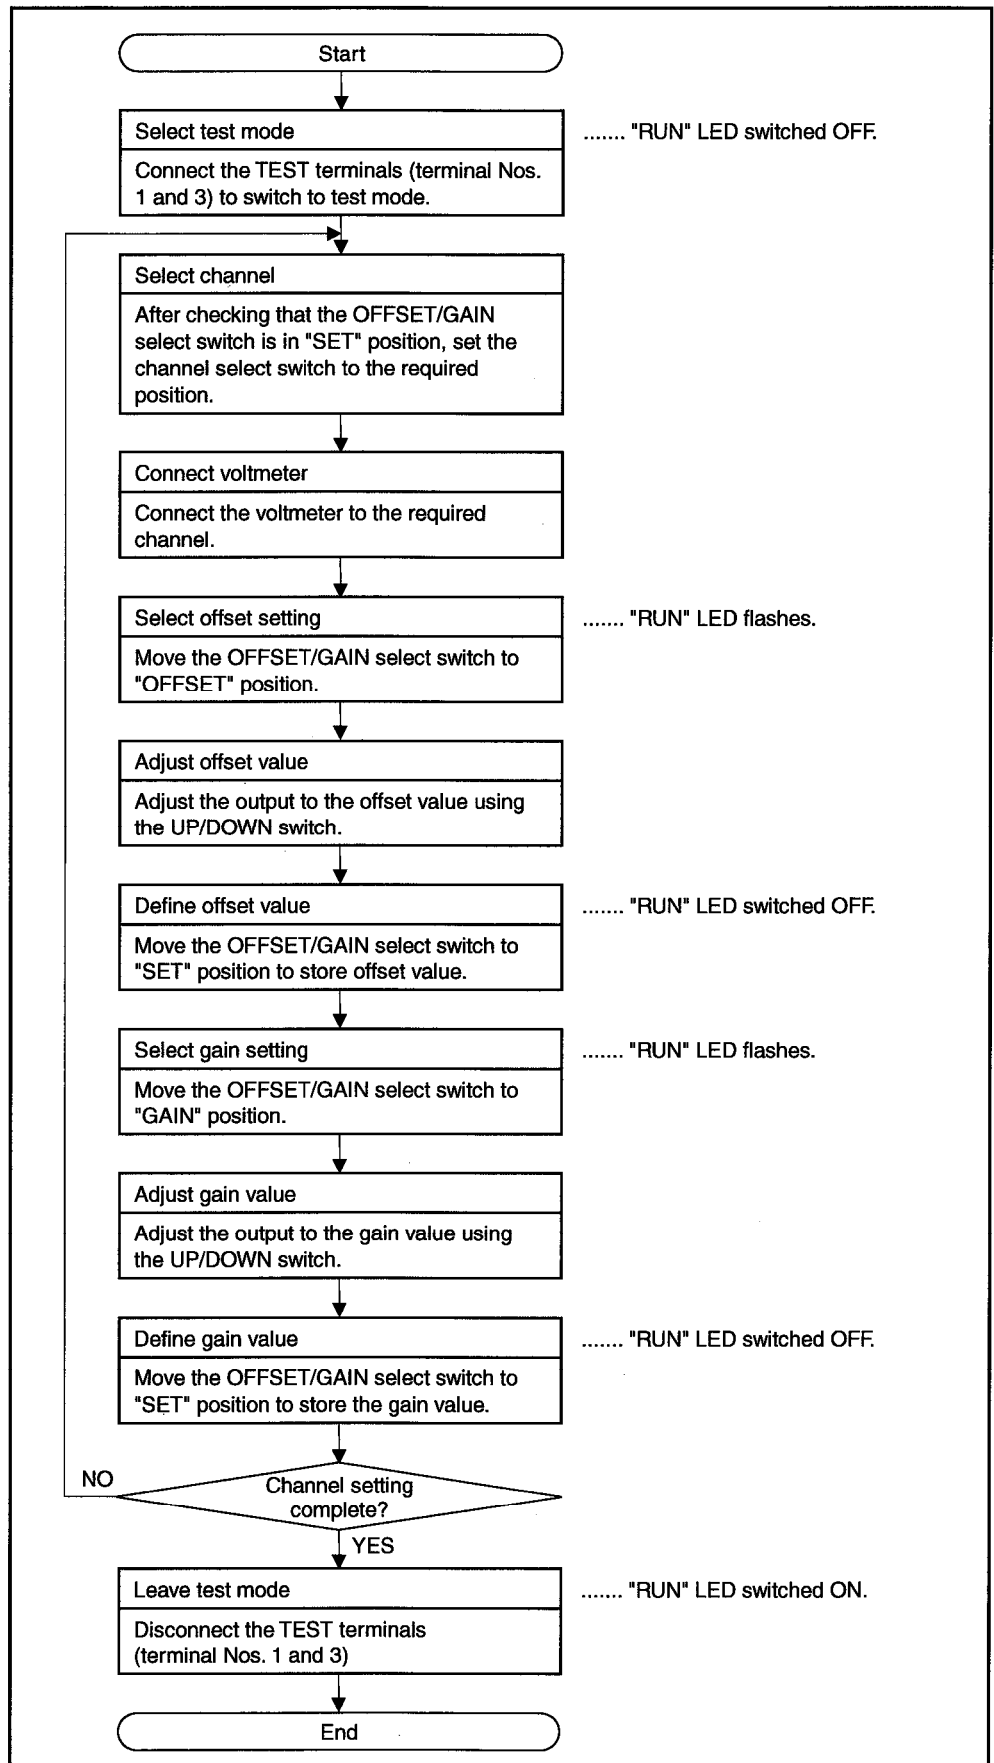 Start
Select test mode
....... "RUN" LED switched OFF.
Connect the TEST terminals (terminal Nos.
1 and 3) to switch to test mode.
Select channel
After checking that the OFFSET/GAIN
select switch is in "SET" position, set the
channel select switch to the required
position.
Connect voltmeter
Connect the voltmeter to the required
channel.
Select offset setting
....... "RUN" LED flashes.
Move the OFFSET/GAIN select switch to
"OFFSET" position.
Adjust offset value
Adjust the output to the offset value using
the UP/DOWN switch.
Define offset value
....... "RUN" LED switched OFF.
Move the OFFSET/GAIN select switch to
"SET" position to store offset value.
Select gain setting
....... "RUN" LED flashes.
Move the OFFSET/GAIN select switch to
"GAIN" position.
Adjust gain value
Adjust the output to the gain value using
the UP/DOWN switch.
Define gain value
....... "RUN" LED switched OFF.
Move the OFFSET/GAIN select switch to
"SET" position to store the gain value.
NO
Channel setting
complete?
YES
Leave test mode
....... "RUN" LED switched ON.
Disconnect the TEST terminals
(terminal Nos. 1 and 3)
End